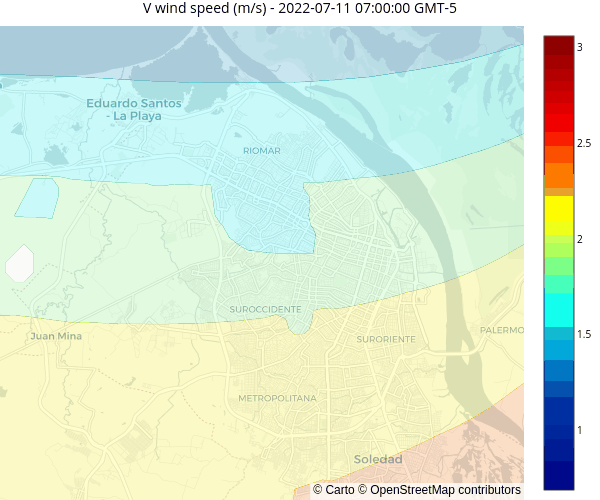 V wind speed (m/s) - 2022-07-11 07:00:00 GMT-5
3
Eduardo Santos
- La Playa
2.5
RIOMAR
2
SUROCCIDENTE
Juan Mina
SURORIENTE
PALERMO
1.5
METROPOLITANA
1
Soledad
© Carto © OpenStreetMap contributors